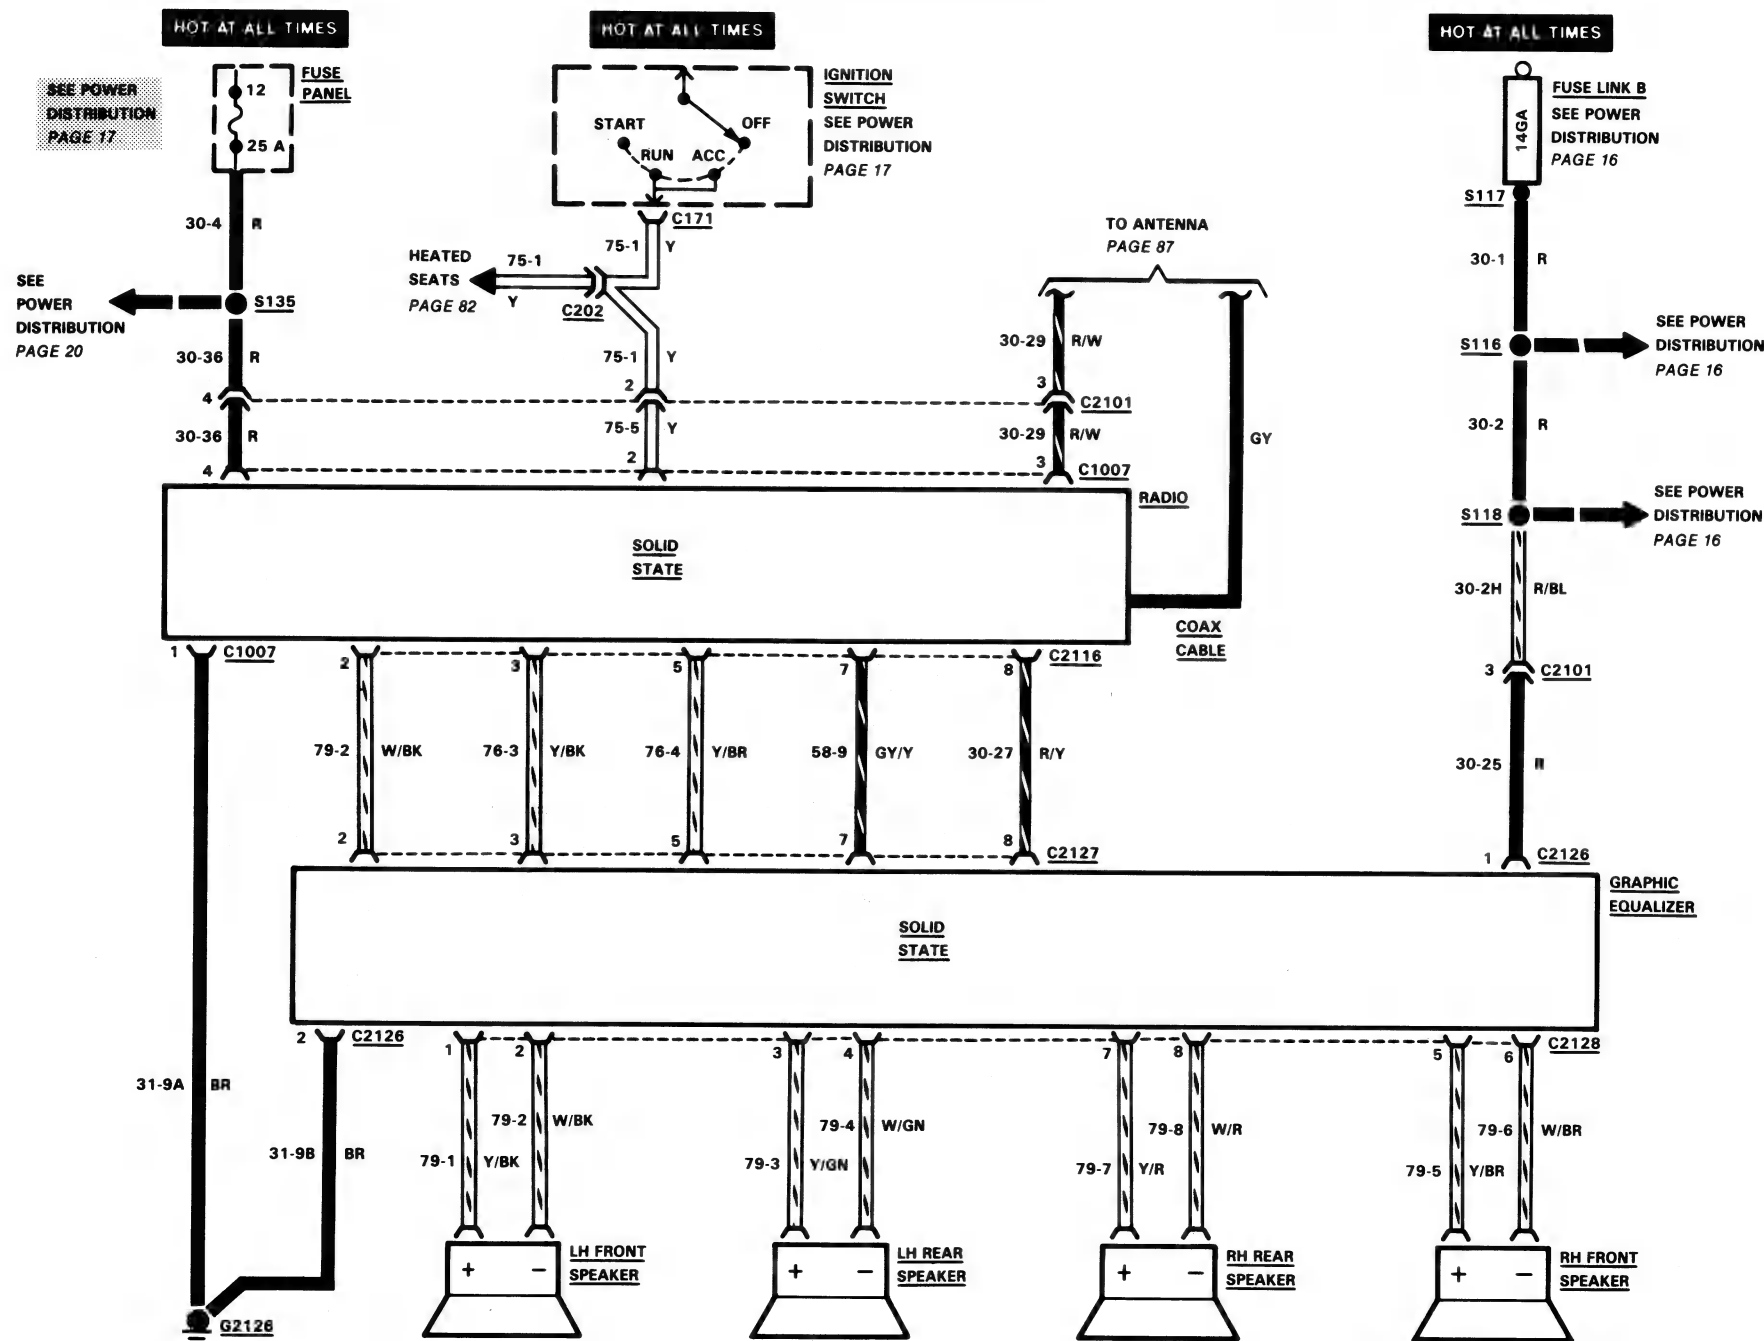 HOT AT ALL TIMES
HOT AT ALL TIMES
HOT AT ALL TIMES
SEE POWER
DISTRIBUTION
PAGE 17
12
25 A
FUSE
PANEL
START
OFF
RUN
ACC
IGNITION
SWITCH
SEE POWER
DISTRIBUTION
PAGE 17
14GA
FUSE LINK B
SEE POWER
DISTRIBUTION
PAGE 16
S117
30-4 R
C171
75-1 Y
TO ANTENNA
PAGE 87
30-1 R
HEATED
SEATS
PAGE 82
75-1
Y
C202
SEE
POWER
DISTRIBUTION
PAGE 20
S135
30-36 R
75-1 Y
30-29 R/W
S116
SEE POWER
DISTRIBUTION
PAGE 16
4
2
3
C2101
30-36 R
75-5 Y
30-29 R/W
GY
30-2 R
4
2
3
C1007
RADIO
SOLID
STATE
S118
SEE POWER
DISTRIBUTION
PAGE 16
30-2H R/BL
COAX
CABLE
1 C1007
2
3
5
7
8
C2116
3 C2101
79-2 W/BK
76-3 Y/BK
76-4 Y/BR
58-9 GY/Y
30-27 R/Y
30-25 R
2
3
5
7
8
C2127
1 C2126
GRAPHIC
EQUALIZER
SOLID
STATE
2 C2126
1
2
3
4
7
8
5
6
C2128
31-9A BR
31-9B BR
79-2 W/BK
79-1 Y/BK
79-4 W/GN
79-3 Y/GN
79-8 W/R
79-7 Y/R
79-6 W/BR
79-5 Y/BR
+ −
LH FRONT
SPEAKER
+ −
LH REAR
SPEAKER
+ −
RH REAR
SPEAKER
+ −
RH FRONT
SPEAKER
G2126